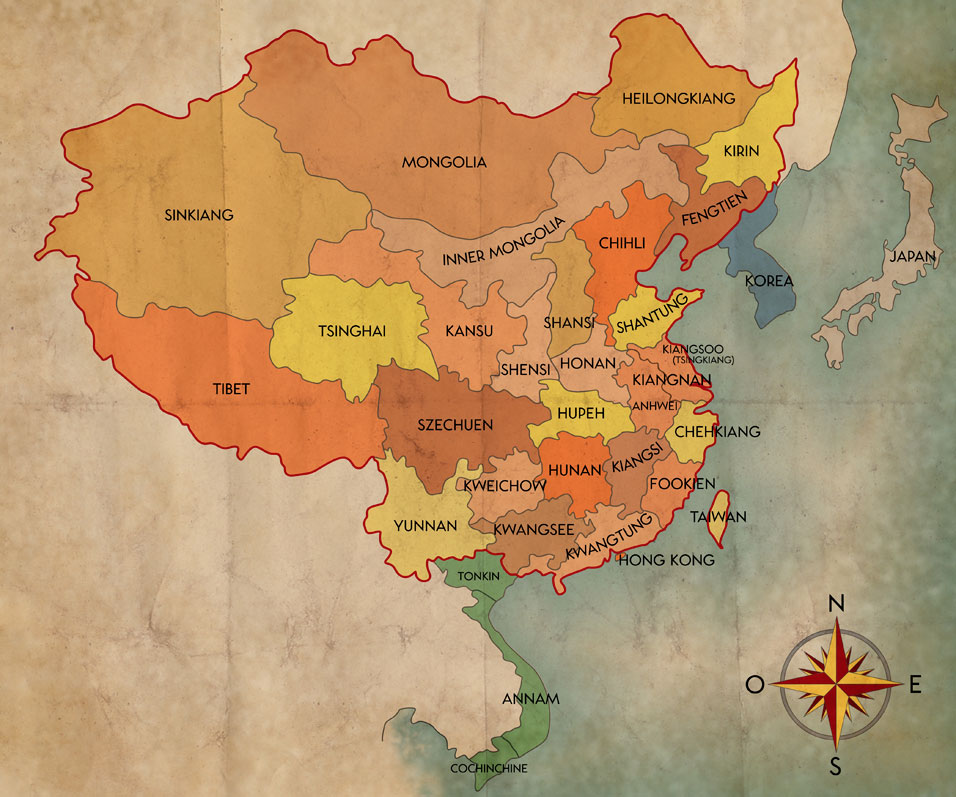 HEILONGKIANG
KIRIN
MONGOLIA
FENGTIEN
SINKIANG
INNER MONGOLIA
CHIHLI
JAPAN
KOREA
TSINGHAI
KANSU
SHANSI
SHANTUNG
KIANGSOO
(TSINGKIANG)
SHENSI
HONAN
KIANGNAN
TIBET
ANHWEI
SZECHUEN
HUPEH
CHEHKIANG
HUNAN
KIANGSI
KWEICHOW
FOOKIEN
YUNNAN
KWANGSEE
KWANGTUNG
TAIWAN
HONG KONG
TONKIN
N
O
E
S
ANNAM
COCHINCHINE